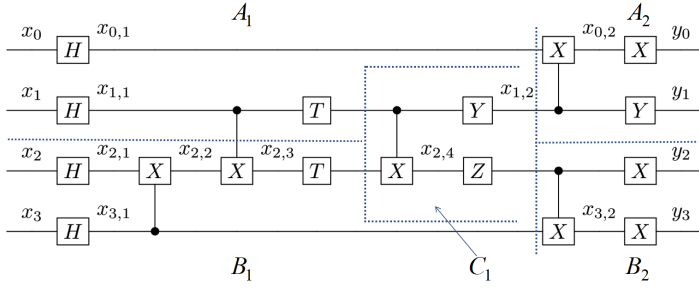 A₁ A₂
x₀ H x₀,₁ X x₀,₂ X y₀
x₁ H x₁,₁ T Y x₁,₂ Y y₁
x₂ H x₂,₁ X x₂,₂ X x₂,₃ T X x₂,₄ Z X y₂
x₃ H x₃,₁ X x₃,₂ X y₃
B₁ C₁ B₂